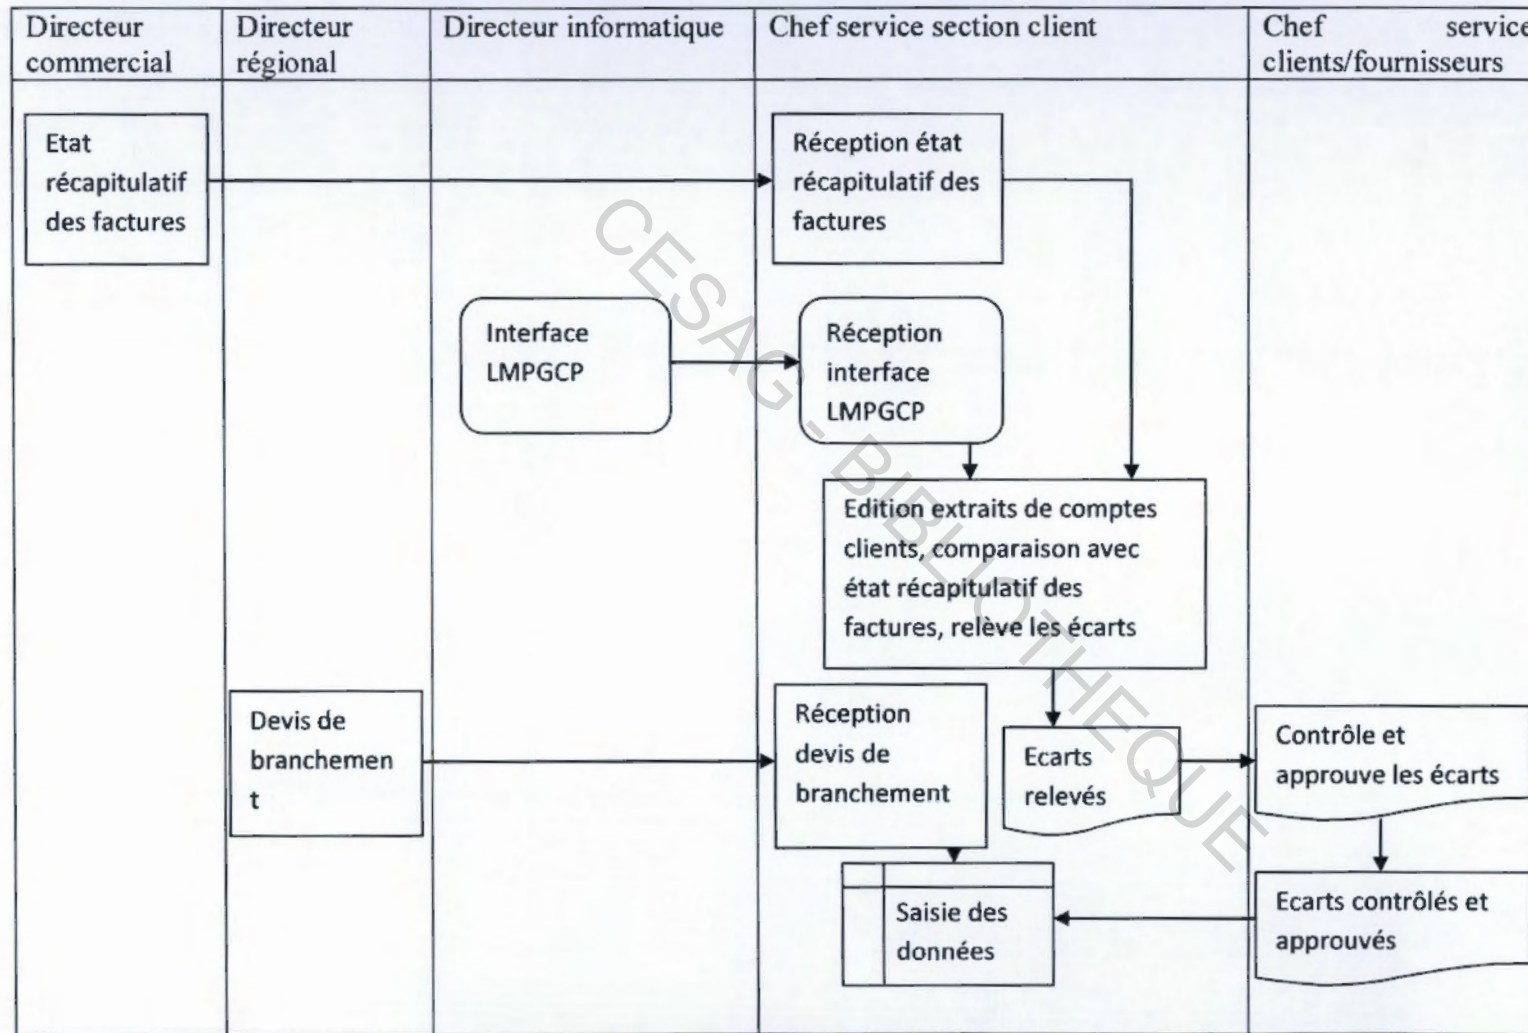 Directeur
commercial
Directeur
régional
Directeur informatique
Chef service section client
Chef service
clients/fournisseurs
Etat
récapitulatif
des factures
Réception état
récapitulatif des
factures
Interface
LMPGCP
Réception
interface
LMPGCP
Edition extraits de comptes
clients, comparaison avec
état récapitulatif des
factures, relève les écarts
Devis de
branchemen
t
Réception
devis de
branchement
Ecarts
relevés
Contrôle et
approuve les écarts
Saisie des
données
Ecarts contrôlés et
approuvés
CESAG - BIBLIOTHEQUE